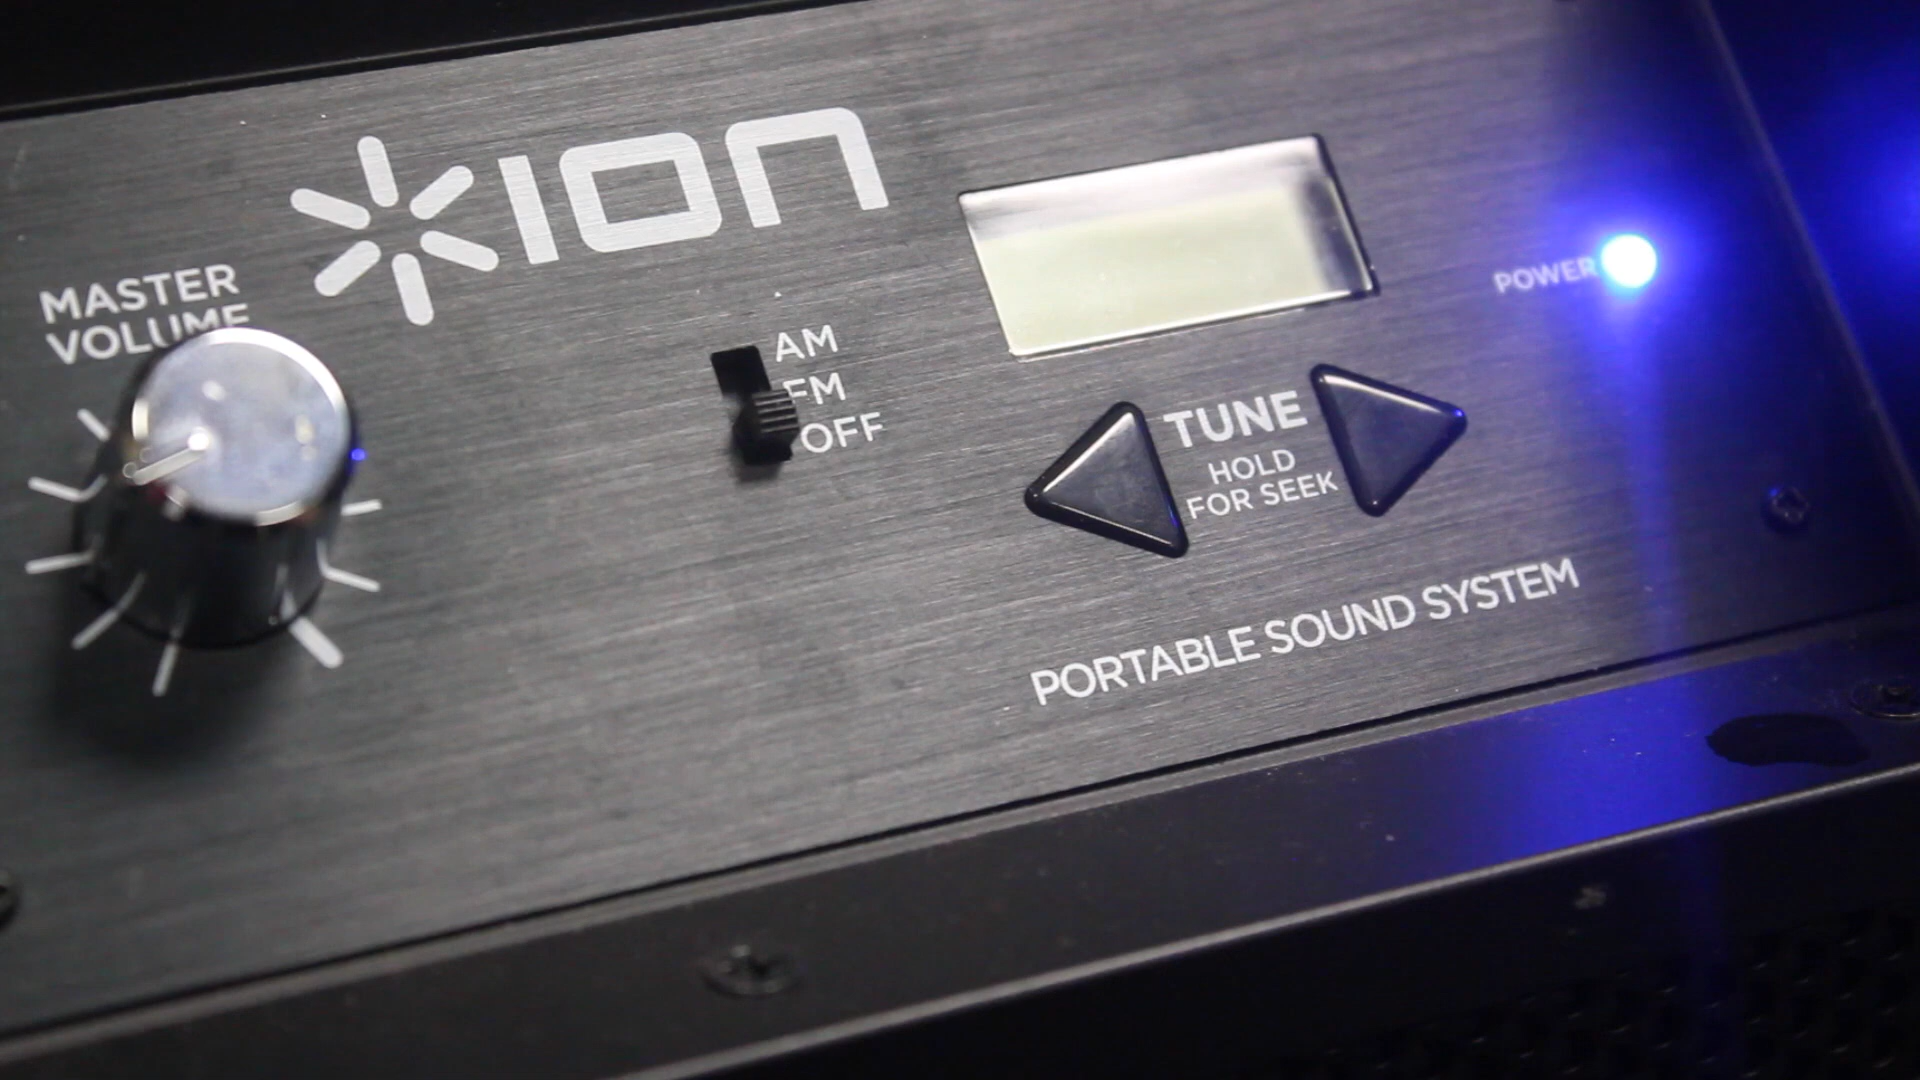 ION
MASTER
VOLUME
AM
FM
OFF
POWER
TUNE
HOLD
FOR SEEK
PORTABLE SOUND SYSTEM